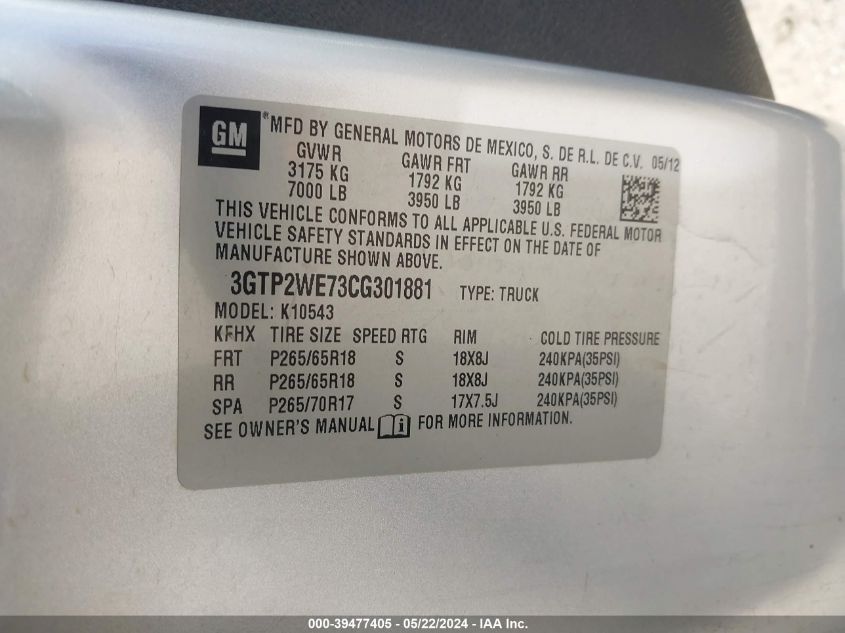 GM
®MFD BY GENERAL MOTORS DE MEXICO, S. DE R.L. DE C.V. 05/12
GVWR GAWR FRT GAWR RR
3175 KG 1792 KG 1792 KG
7000 LB 3950 LB 3950 LB
THIS VEHICLE CONFORMS TO ALL APPLICABLE U.S. FEDERAL MOTOR
VEHICLE SAFETY STANDARDS IN EFFECT ON THE DATE OF
MANUFACTURE SHOWN ABOVE.
3GTP2WE73CG301881 TYPE: TRUCK
MODEL: K10543
KFHX TIRE SIZE SPEED RTG RIM COLD TIRE PRESSURE
FRT P265/65R18 S 18X8J 240KPA(35PSI)
RR P265/65R18 S 18X8J 240KPA(35PSI)
SPA P265/70R17 S 17X7.5J 240KPA(35PSI)
SEE OWNER'S MANUAL i FOR MORE INFORMATION.
000-39477405 - 05/22/2024 - IAA Inc.